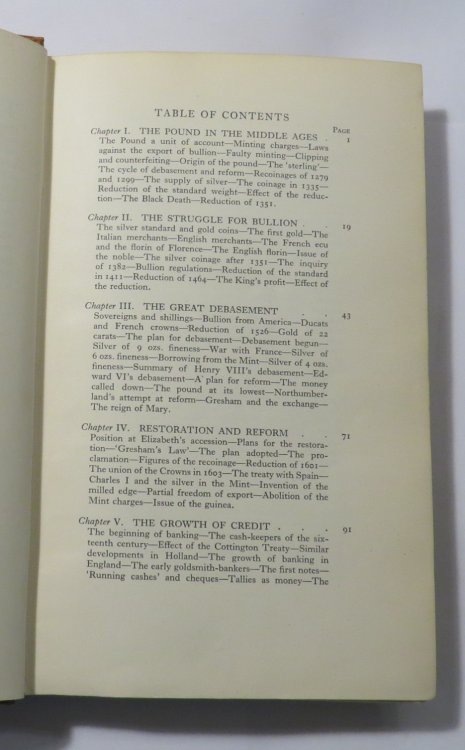 TABLE OF CONTENTS
PAGE
Chapter I. THE POUND IN THE MIDDLE AGES . 1
The Pound a unit of account—Minting charges—Laws
against the export of bullion—Faulty minting—Clipping
and counterfeiting—Origin of the pound—The 'sterling'—
The cycle of debasement and reform—Recoinages of 1279
and 1299—The supply of silver—The coinage in 1335—
Reduction of the standard weight—Effect of the reduc-
tion—The Black Death—Reduction of 1351.
Chapter II. THE STRUGGLE FOR BULLION . . 19
The silver standard and gold coins—The first gold—The
Italian merchants—English merchants—The French ecu
and the florin of Florence—The English florin—Issue of
the noble—The silver coinage after 1351—The inquiry
of 1382—Bullion regulations—Reduction of the standard
in 1411—Reduction of 1464—The King's profit—Effect of
the reduction.
Chapter III. THE GREAT DEBASEMENT . . 43
Sovereigns and shillings—Bullion from America—Ducats
and French crowns—Reduction of 1526—Gold of 22
carats—The plan for debasement—Debasement begun—
Silver of 9 ozs. fineness—War with France—Silver of
6 ozs. fineness—Borrowing from the Mint—Silver of 4 ozs.
fineness—Summary of Henry VIII's debasement—Ed-
ward VI's debasement—A plan for reform—The money
called down—The pound at its lowest—Northumber-
land's attempt at reform—Gresham and the exchange—
The reign of Mary.
Chapter IV. RESTORATION AND REFORM . . 71
Position at Elizabeth's accession—Plans for the restora-
tion—'Gresham's Law'—The plan adopted—The pro-
clamation—Figures of the recoinage—Reduction of 1601—
The union of the Crowns in 1603—The treaty with Spain—
Charles I and the silver in the Mint—Invention of the
milled edge—Partial freedom of export—Abolition of the
Mint charges—Issue of the guinea.
Chapter V. THE GROWTH OF CREDIT . . . 91
The beginning of banking—The cash-keepers of the six-
teenth century—Effect of the Cottington Treaty—Similar
developments in Holland—The growth of banking in
England—The early goldsmith-bankers—The first notes—
'Running cashes' and cheques—Tallies as money—The